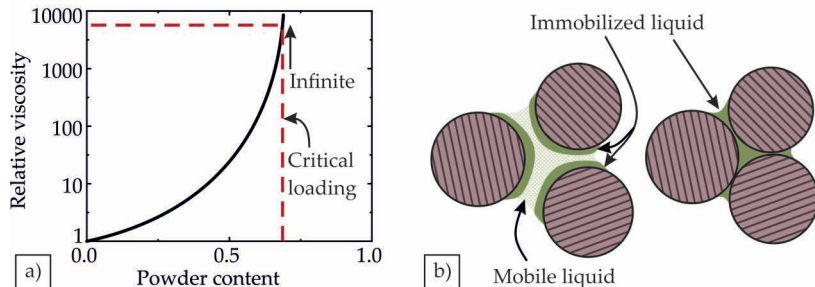 Relative viscosity
10000
1000
100
10
1
0.0
0.5
1.0
Powder content
Infinite
Critical
loading
a)
Immobilized liquid
Mobile liquid
b)